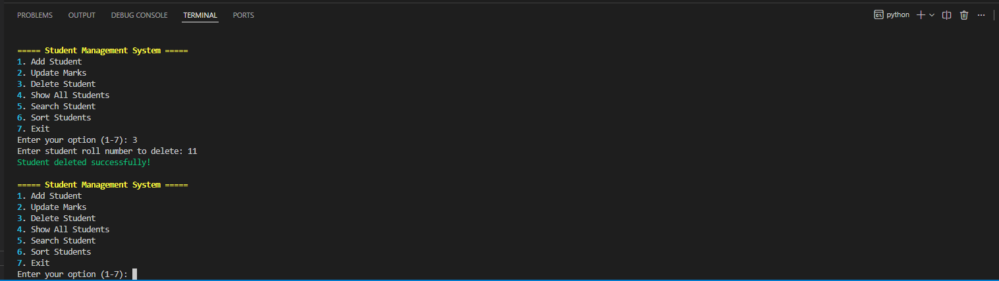 PROBLEMS OUTPUT DEBUG CONSOLE TERMINAL PORTS python
===== Student Management System =====
1. Add Student
2. Update Marks
3. Delete Student
4. Show All Students
5. Search Student
6. Sort Students
7. Exit
Enter your option (1-7): 3
Enter student roll number to delete: 11
Student deleted successfully!
===== Student Management System =====
1. Add Student
2. Update Marks
3. Delete Student
4. Show All Students
5. Search Student
6. Sort Students
7. Exit
Enter your option (1-7):